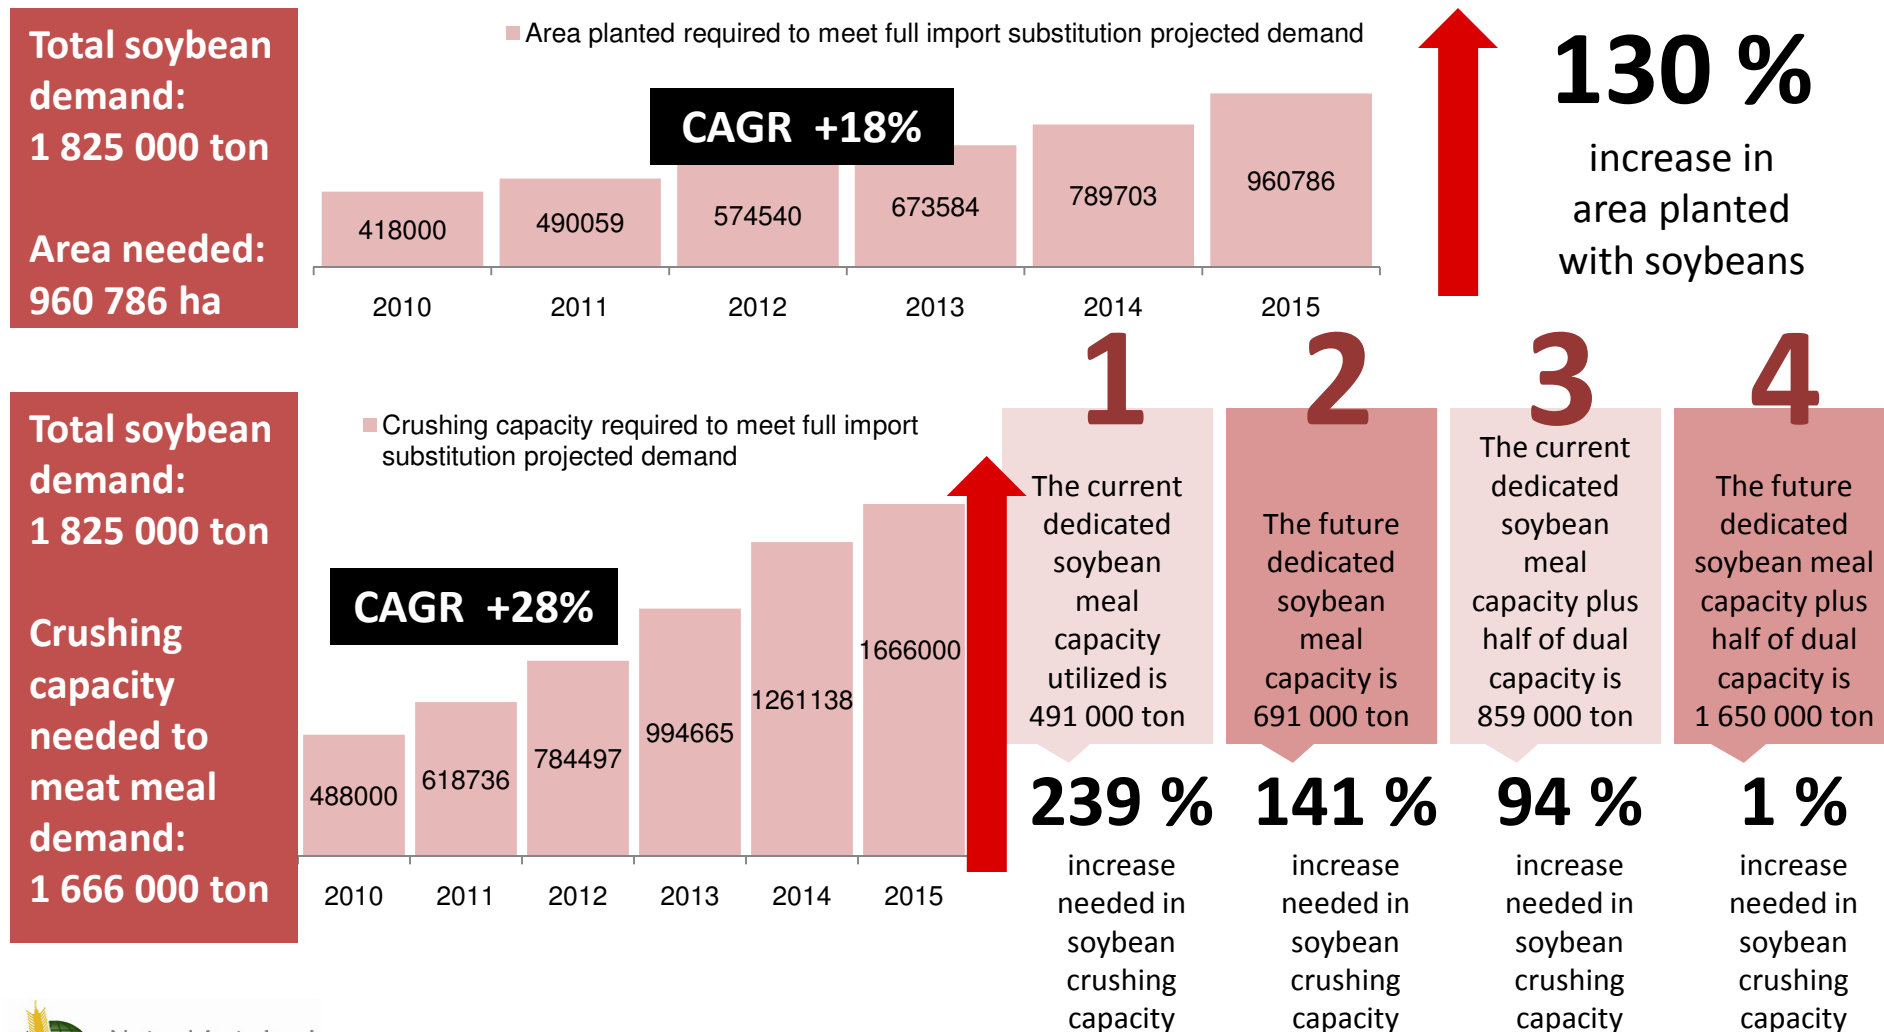 Total soybean
demand:
1 825 000 ton
Area needed:
960 786 ha
Area planted required to meet full import substitution projected demand
CAGR +18%
418000
490059
574540
673584
789703
960786
2010
2011
2012
2013
2014
2015
130 %
increase in
area planted
with soybeans
Total soybean
demand:
1 825 000 ton
Crushing
capacity
needed to
meat meal
demand:
1 666 000 ton
Crushing capacity required to meet full import
substitution projected demand
CAGR +28%
488000
618736
784497
994665
1261138
1666000
2010
2011
2012
2013
2014
2015
1
The current
dedicated
soybean
meal
capacity
utilized is
491 000 ton
239 %
increase
needed in
soybean
crushing
capacity
2
The future
dedicated
soybean
meal
capacity is
691 000 ton
141 %
increase
needed in
soybean
crushing
capacity
3
The current
dedicated
soybean
meal
capacity plus
half of dual
capacity is
859 000 ton
94 %
increase
needed in
soybean
crushing
capacity
4
The future
dedicated
soybean meal
capacity plus
half of dual
capacity is
1 650 000 ton
1 %
increase
needed in
soybean
crushing
capacity